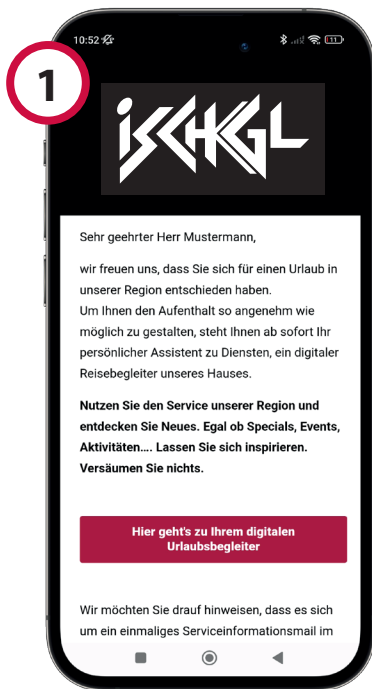 1
10:52
11
ISCHGL
Sehr geehrter Herr Mustermann,
wir freuen uns, dass Sie sich für einen Urlaub in
unserer Region entschieden haben.
Um Ihnen den Aufenthalt so angenehm wie
möglich zu gestalten, steht Ihnen ab sofort Ihr
persönlicher Assistent zu Diensten, ein digitaler
Reisebegleiter unseres Hauses.
Nutzen Sie den Service unserer Region und
entdecken Sie Neues. Egal ob Specials, Events,
Aktivitäten.... Lassen Sie sich inspirieren.
Versäumen Sie nichts.
Hier geht's zu Ihrem digitalen
Urlaubsbegleiter
Wir möchten Sie drauf hinweisen, dass es sich
um ein einmaliges Serviceinformationsmail im